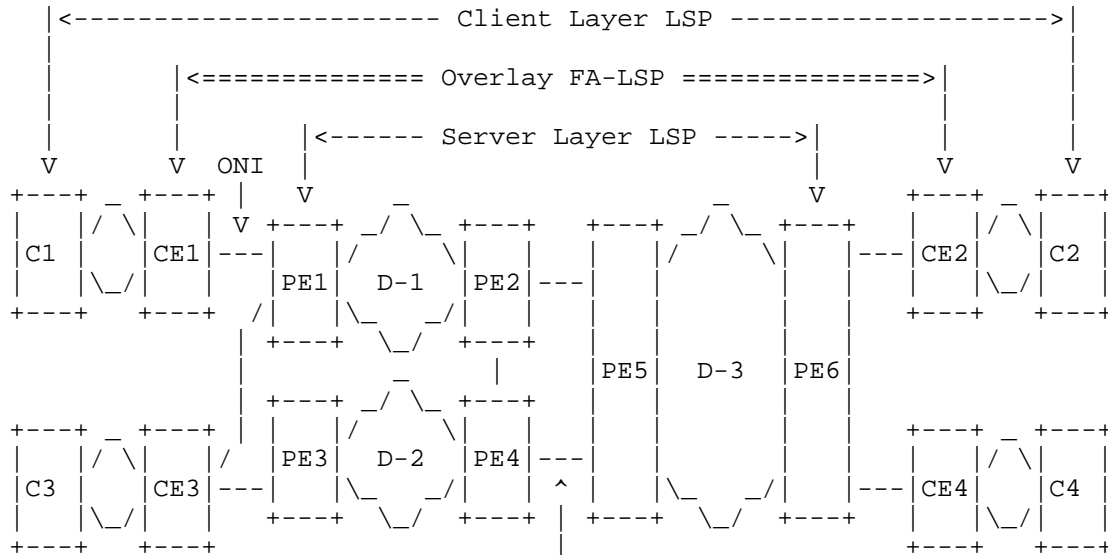 |<----------------------- Client Layer LSP -------------------->|
|<============== Overlay FA-LSP ===============>|
|<------ Server Layer LSP ----->|
V V ONI | | V V
V V
V
C1 CE1 --- PE1 D-1 PE2 --- --- CE2 C2
PE5 D-3 PE6
C3 CE3 --- PE3 D-2 PE4 --- --- CE4 C4
^